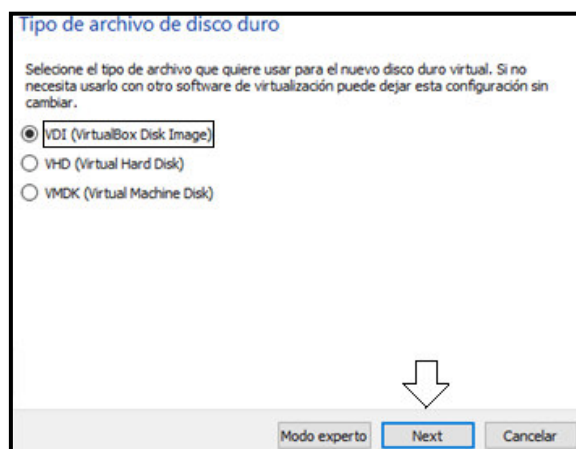 Tipo de archivo de disco duro
Selecione el tipo de archivo que quiere usar para el nuevo disco duro virtual. Si no
necesita usarlo con otro software de virtualización puede dejar esta configuración sin
cambiar.
VDI (VirtualBox Disk Image)
VHD (Virtual Hard Disk)
VMDK (Virtual Machine Disk)
Modo experto Next Cancelar